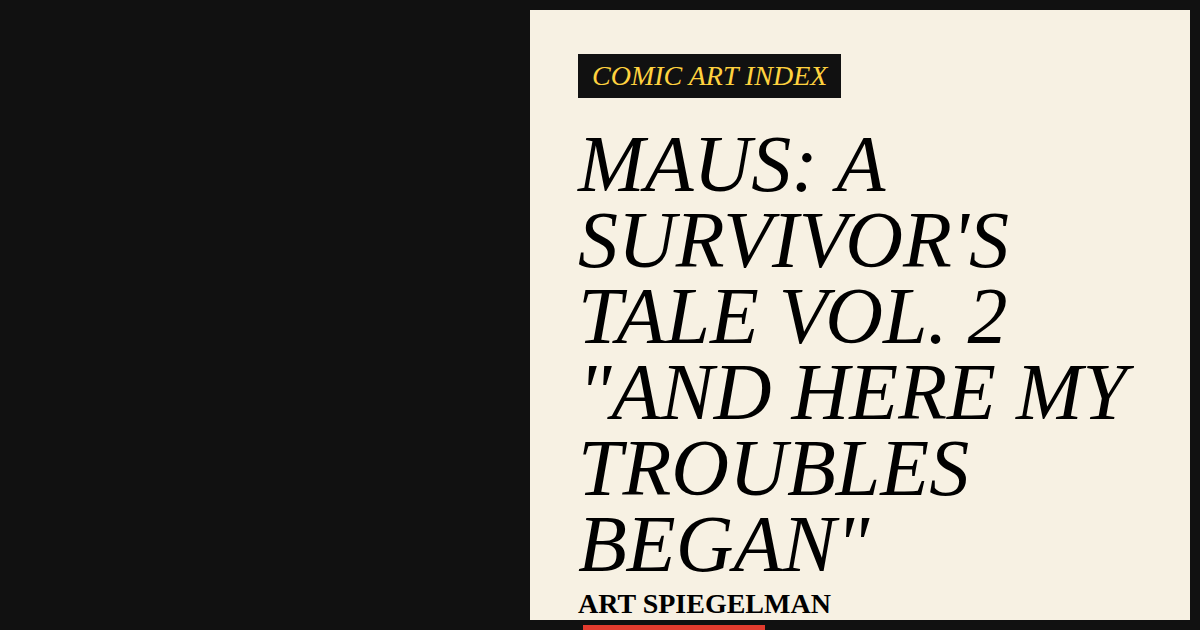 COMIC ART INDEX
MAUS: A
SURVIVOR'S
TALE VOL. 2
"AND HERE MY
TROUBLES
BEGAN"
ART SPIEGELMAN